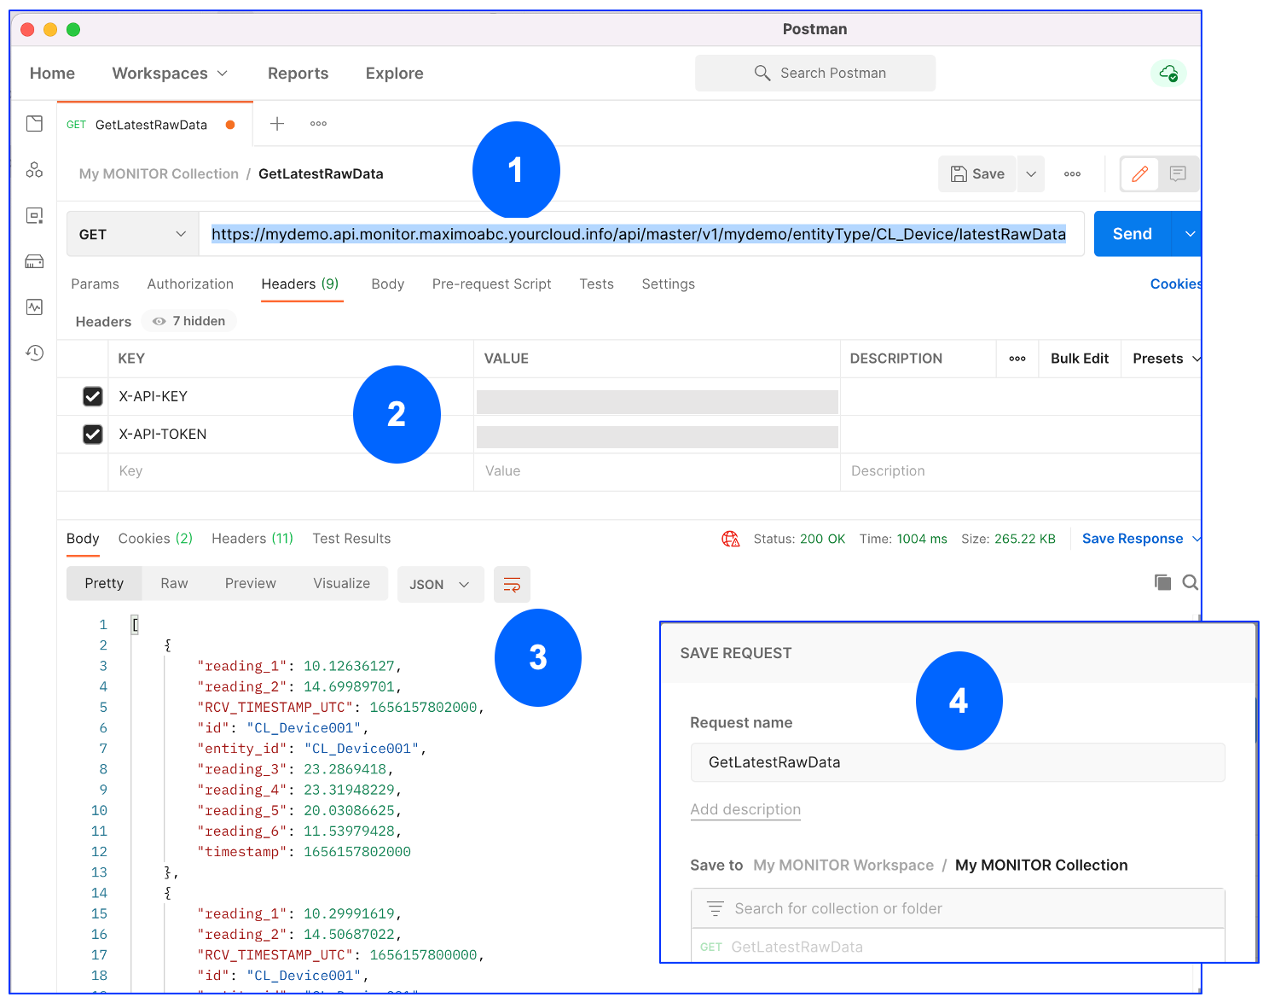 Postman
Home Workspaces Reports Explore Search Postman
GET GetLatestRawData
My MONITOR Collection / GetLatestRawData
1
Save
GET https://mydemo.api.monitor.maximoabc.yourcloud.info/api/master/v1/mydemo/entityType/CL_Device/latestRawData Send
Params Authorization Headers (9) Body Pre-request Script Tests Settings Cookies
Headers 7 hidden
KEY VALUE DESCRIPTION Bulk Edit Presets
X-API-KEY
2
X-API-TOKEN
Key Value Description
Body Cookies (2) Headers (11) Test Results Status: 200 OK Time: 1004 ms Size: 265.22 KB Save Response
Pretty Raw Preview Visualize JSON
3
1 [
2 {
3 "reading_1": 10.12636127,
4 "reading_2": 14.69989701,
5 "RCV_TIMESTAMP_UTC": 1656157802000,
6 "id": "CL_Device001",
7 "entity_id": "CL_Device001",
8 "reading_3": 23.2869418,
9 "reading_4": 23.31948229,
10 "reading_5": 20.03086625,
11 "reading_6": 11.53979428,
12 "timestamp": 1656157802000
13 },
14 {
15 "reading_1": 10.29991619,
16 "reading_2": 14.50687022,
17 "RCV_TIMESTAMP_UTC": 1656157800000,
18 "id": "CL_Device001",
SAVE REQUEST
4
Request name
GetLatestRawData
Add description
Save to My MONITOR Workspace / My MONITOR Collection
Search for collection or folder
GET GetLatestRawData